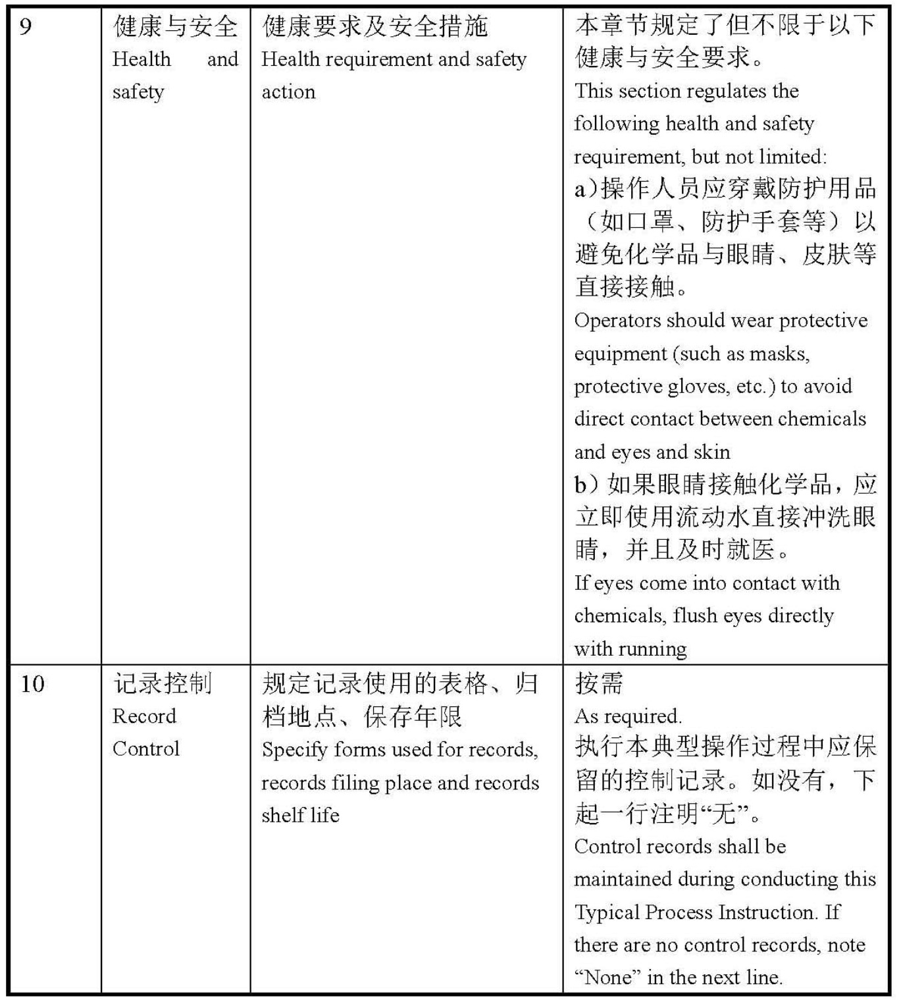 9
健康与安全
Health and
safety
健康要求及安全措施
Health requirement and safety
action
本章节规定了但不限于以下
健康与安全要求。
This section regulates the
following health and safety
requirement, but not limited:
a）操作人员应穿戴防护用品
（如口罩、防护手套等）以
避免化学品与眼睛、皮肤等
直接接触。
Operators should wear protective
equipment (such as masks,
protective gloves, etc.) to avoid
direct contact between chemicals
and eyes and skin
b）如果眼睛接触化学品，应
立即使用流动水直接冲洗眼
睛，并且及时就医。
If eyes come into contact with
chemicals, flush eyes directly
with running
10
记录控制
Record
Control
规定记录使用的表格、归
档地点、保存年限
Specify forms used for records,
records filing place and records
shelf life
按需
As required.
执行本典型操作过程中应保
留的控制记录。如没有，下
起一行注明“无”。
Control records shall be
maintained during conducting this
Typical Process Instruction. If
there are no control records, note
“None” in the next line.